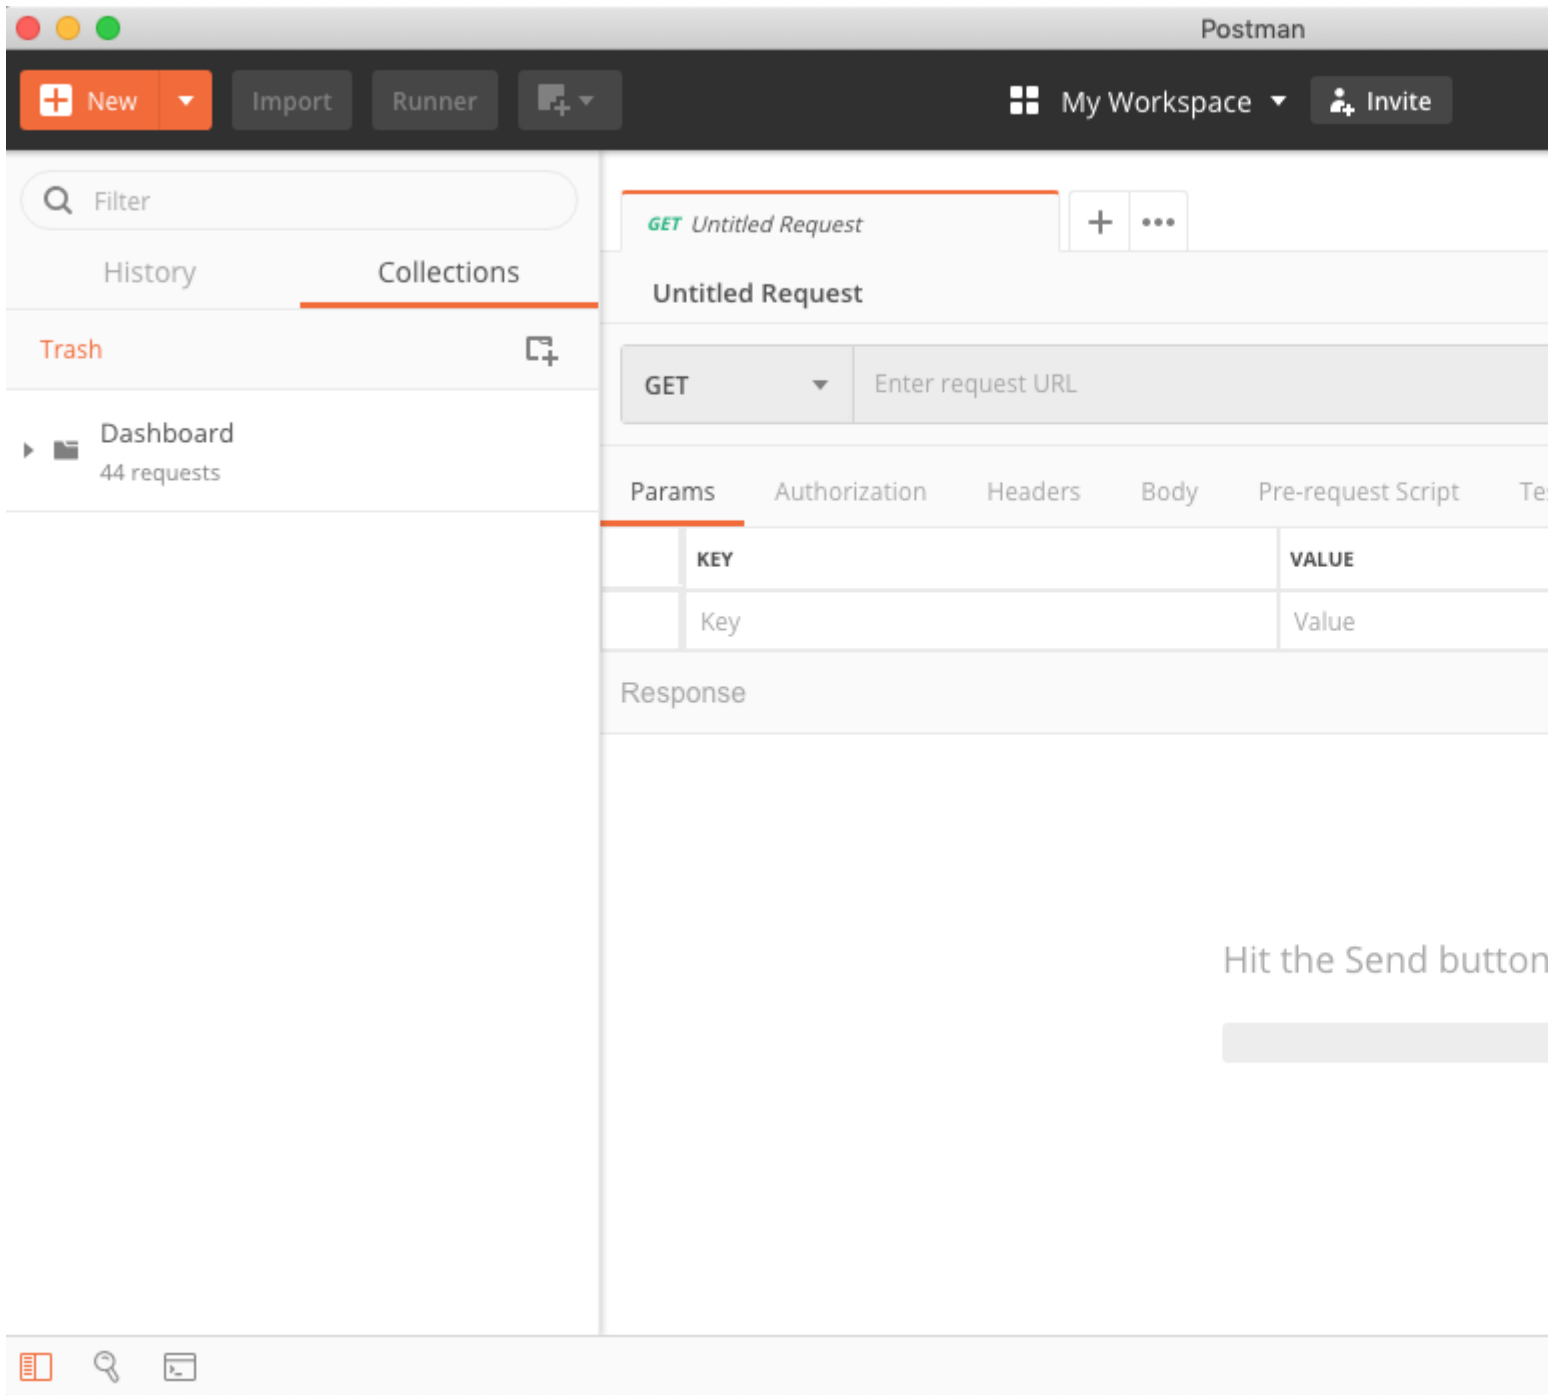 Postman
New
Import
Runner
My Workspace
Invite
Filter
History
Collections
Trash
Dashboard
44 requests
GET Untitled Request
Untitled Request
GET
Enter request URL
Params
Authorization
Headers
Body
Pre-request Script
KEY
VALUE
Key
Value
Response
Hit the Send button